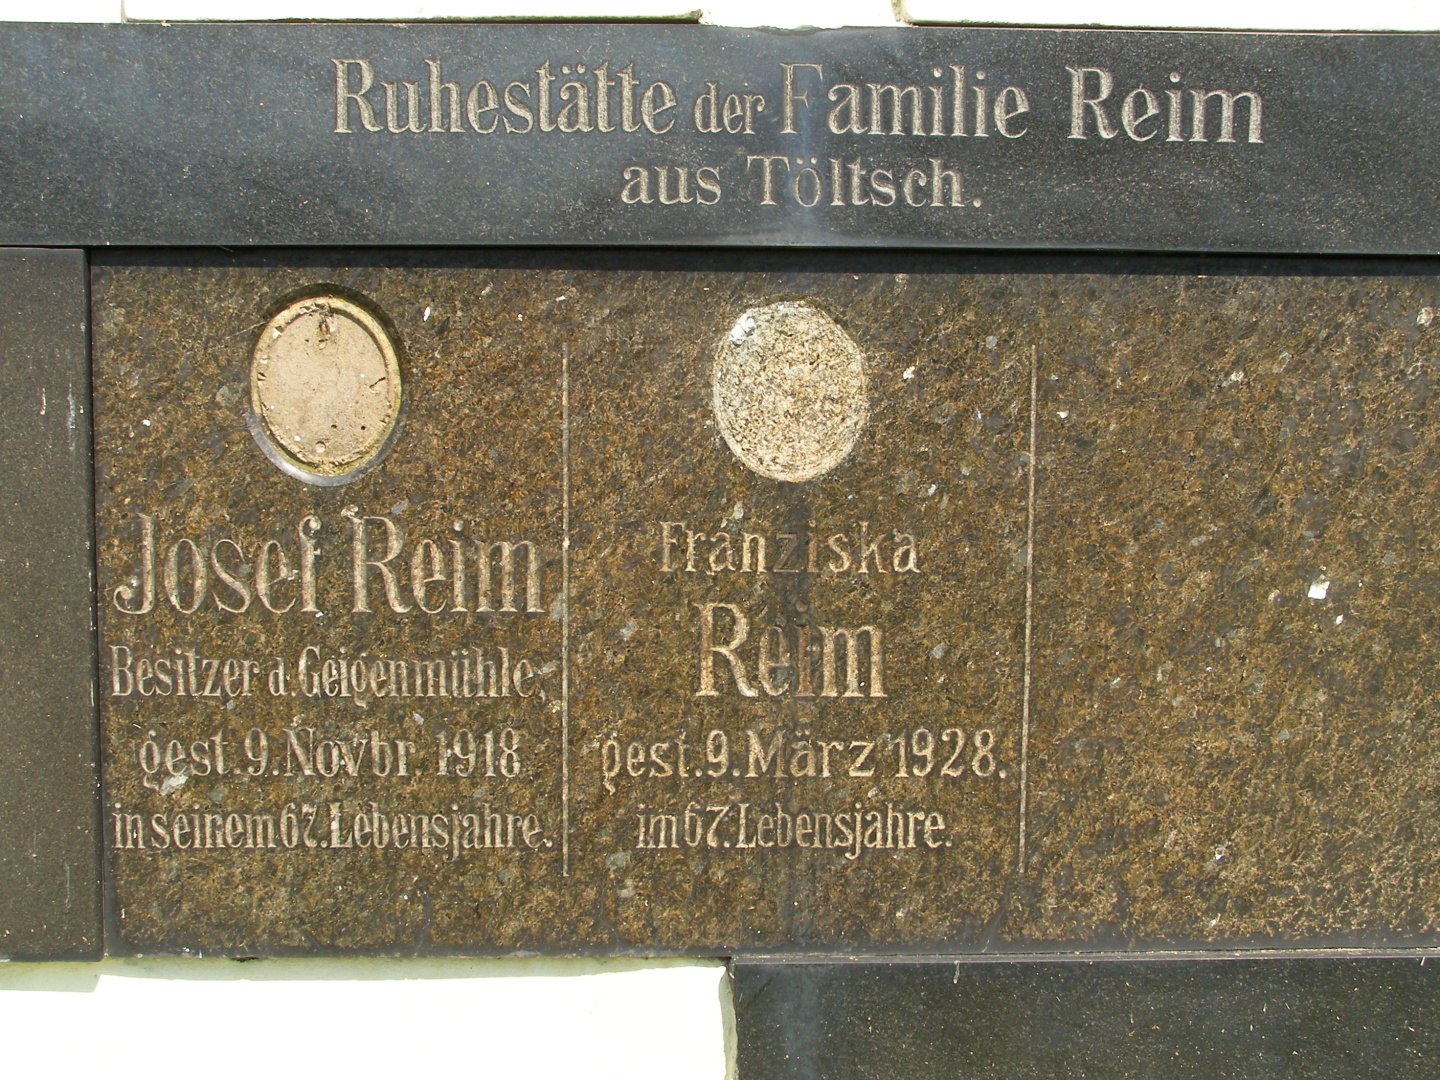 Ruhestätte der Familie Reim
aus Töltsch.
Josef Reim
Besitzer d. Geigenmühle,
gest. 9. Novbr. 1918
in seinem 67. Lebensjahre.
Franziska
Reim
gest. 9. März 1928.
im 67. Lebensjahre.